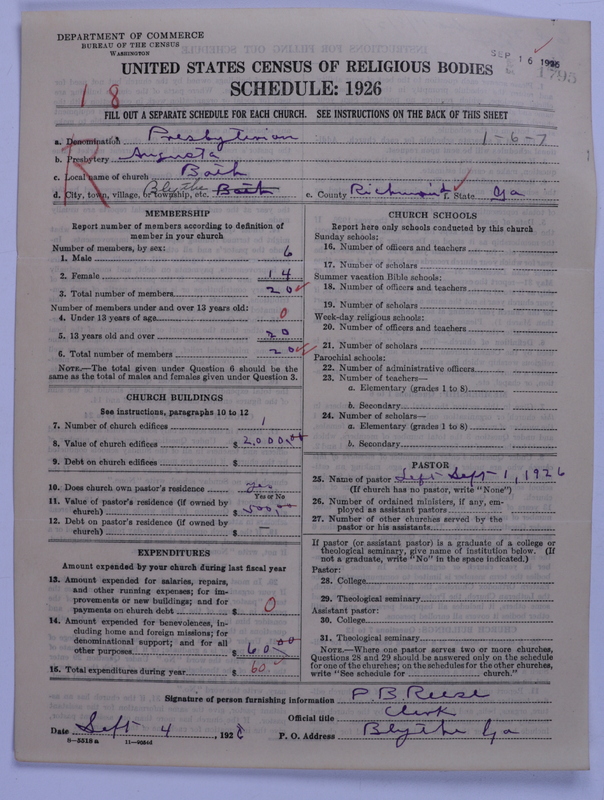 DEPARTMENT OF COMMERCE
BUREAU OF THE CENSUS
WASHINGTON
SEP 16 1926
1795
UNITED STATES CENSUS OF RELIGIOUS BODIES
SCHEDULE: 1926
18
FILL OUT A SEPARATE SCHEDULE FOR EACH CHURCH. SEE INSTRUCTIONS ON THE BACK OF THIS SHEET
a. Denomination Presbyterian 1-6-7
b. Presbytery Augusta
c. Local name of church Bath
d. City, town, village, or township, etc. Blythe Bath e. County Richmond f. State Ga
MEMBERSHIP
Report number of members according to definition of
member in your church
Number of members, by sex:
1. Male 6
2. Female 14
3. Total number of members 20
Number of members under and over 13 years old:
4. Under 13 years of age 0
5. 13 years old and over 20
6. Total number of members 20
NOTE.—The total given under Question 6 should be the
same as the total of males and females given under Question 3.
CHURCH BUILDINGS
See instructions, paragraphs 10 to 12
7. Number of church edifices 1
8. Value of church edifices $ 2,000.00
9. Debt on church edifices $
10. Does church own pastor's residence yes
Yes or No
11. Value of pastor's residence (if owned by
church) $ 500.00
12. Debt on pastor's residence (if owned by
church) $ —
EXPENDITURES
Amount expended by your church during last fiscal year
13. Amount expended for salaries, repairs,
and other running expenses; for im-
provements or new buildings; and for
payments on church debt $ 0
14. Amount expended for benevolences, in-
cluding home and foreign missions; for
denominational support; and for all
other purposes $ 60.00
15. Total expenditures during year $ 60
CHURCH SCHOOLS
Report here only schools conducted by this church
Sunday schools:
16. Number of officers and teachers
17. Number of scholars
Summer vacation Bible schools:
18. Number of officers and teachers
19. Number of scholars
Week-day religious schools:
20. Number of officers and teachers
21. Number of scholars
Parochial schools:
22. Number of administrative officers
23. Number of teachers—
a. Elementary (grades 1 to 8)
b. Secondary
24. Number of scholars—
a. Elementary (grades 1 to 8)
b. Secondary
PASTOR
25. Name of pastor Left Sept 1, 1926
(If church has no pastor, write "None")
26. Number of ordained ministers, if any, em-
ployed as assistant pastors
27. Number of other churches served by the
pastor or his assistants
If pastor (or assistant pastor) is a graduate of a college or
theological seminary, give name of institution below. (If
not a graduate, write "No" in the space indicated.)
Pastor:
28. College
29. Theological seminary
Assistant pastor:
30. College
31. Theological seminary
NOTE.—Where one pastor serves two or more churches,
Questions 28 and 29 should be answered only on the schedule
for one of the churches; on the schedules for the other churches,
write "See schedule for church."
Signature of person furnishing information P. B. Reese
Official title Clerk
Date Sept 4, 1926 P. O. Address Blythe Ga
8-5518a 11-9054d